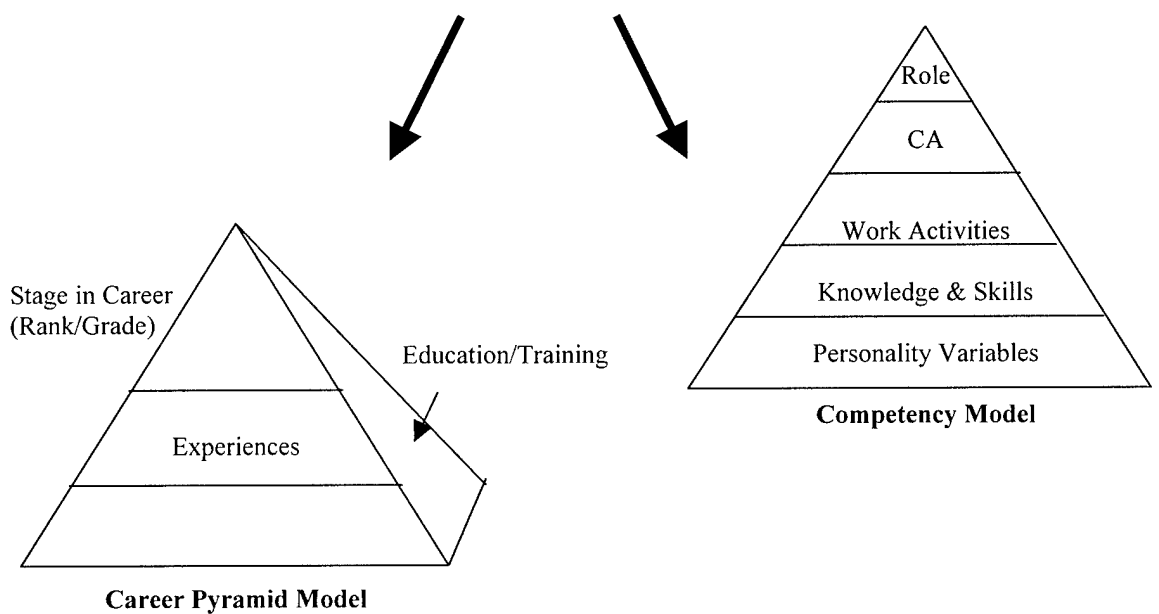 Role
CA
Work Activities
Knowledge & Skills
Personality Variables
Competency Model
Stage in Career
(Rank/Grade)
Education/Training
Experiences
Career Pyramid Model